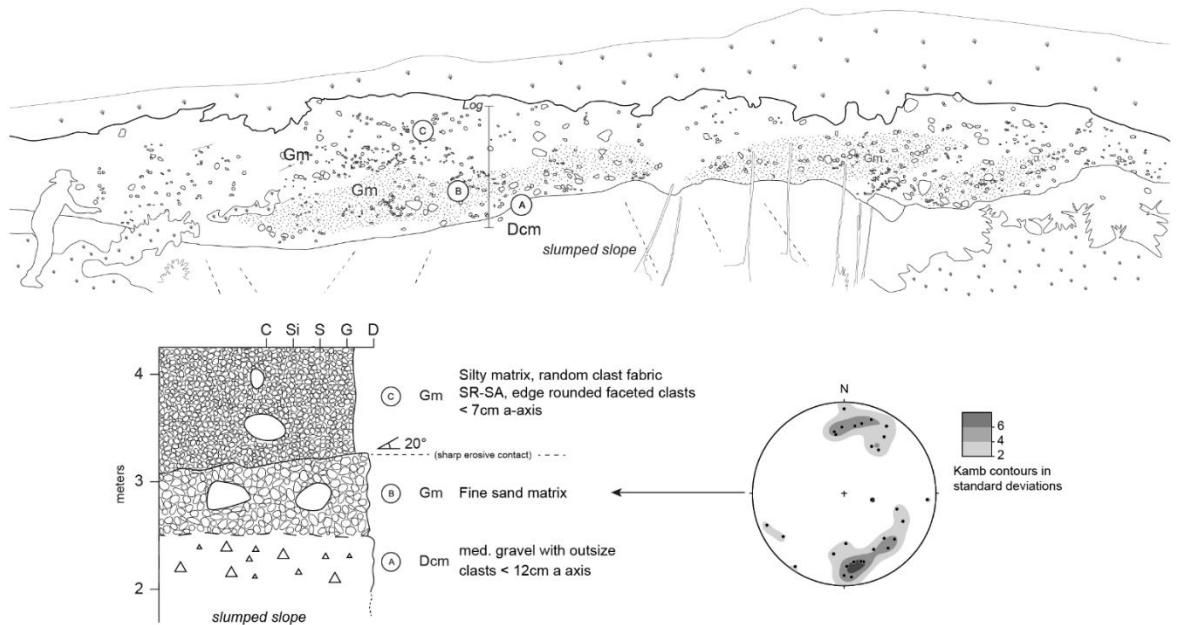 Log
C
Gm
Gm
B
A
Dcm
Gm
slumped slope
C Si S G D
4
3
2
meters
C Gm
Silty matrix, random clast fabric
SR-SA, edge rounded faceted clasts
< 7cm a-axis
20°
(sharp erosive contact)
B Gm Fine sand matrix
A Dcm
med. gravel with outsize
clasts < 12cm a axis
slumped slope
N
6
4
2
Kamb contours in
standard deviations